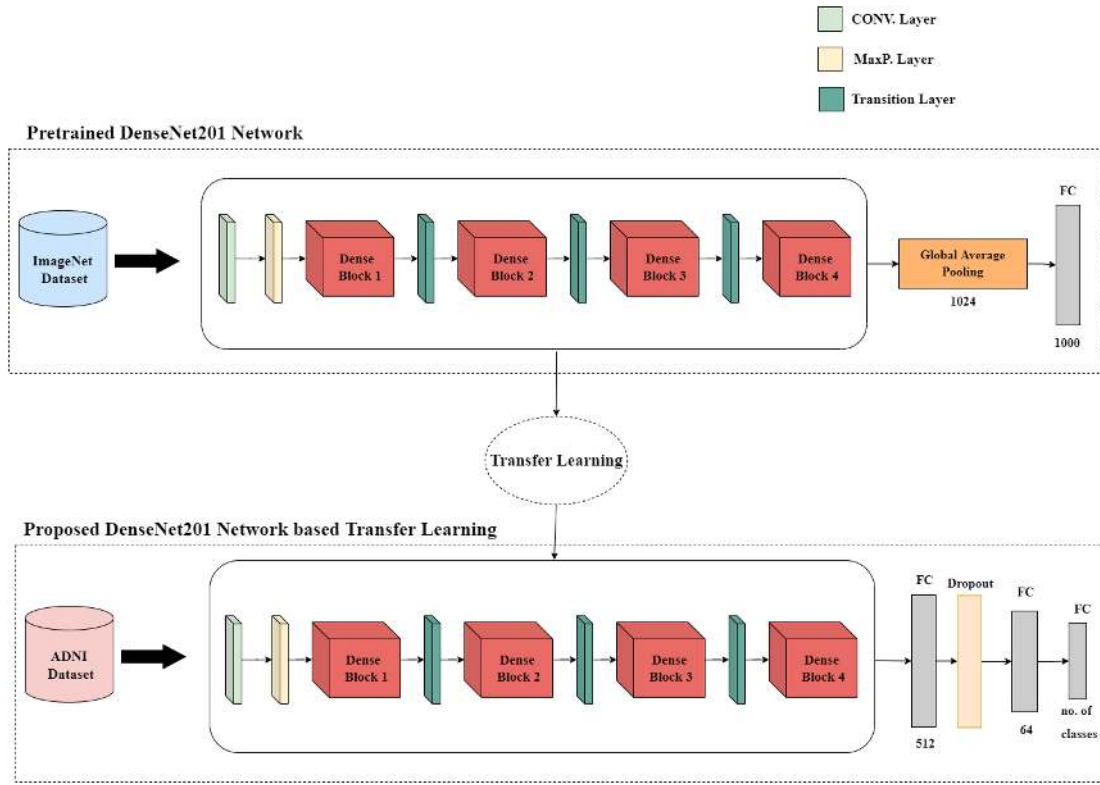 CONV. Layer
MaxP. Layer
Transition Layer
Pretrained DenseNet201 Network
ImageNet
Dataset
Dense
Block 1
Dense
Block 2
Dense
Block 3
Dense
Block 4
Global Average
Pooling
1024
FC
1000
Transfer Learning
Proposed DenseNet201 Network based Transfer Learning
ADNI
Dataset
Dense
Block 1
Dense
Block 2
Dense
Block 3
Dense
Block 4
FC
512
Dropout
FC
64
FC
no. of
classes